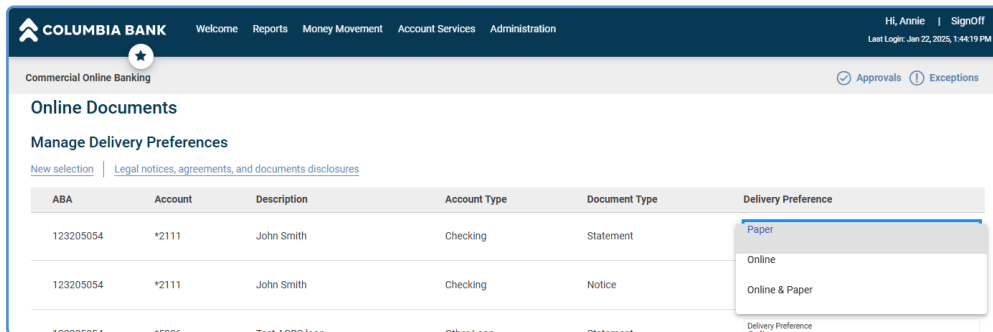 COLUMBIA BANK Welcome Reports Money Movement Account Services Administration Hi, Annie | SignOff
Last Login: Jan 22, 2025, 1:44:19 PM
Commercial Online Banking Approvals Exceptions
Online Documents
Manage Delivery Preferences
New selection | Legal notices, agreements, and documents disclosures
ABA Account Description Account Type Document Type Delivery Preference
123205054 *2111 John Smith Checking Statement Paper
Online
123205054 *2111 John Smith Checking Notice Online & Paper
Delivery Preference